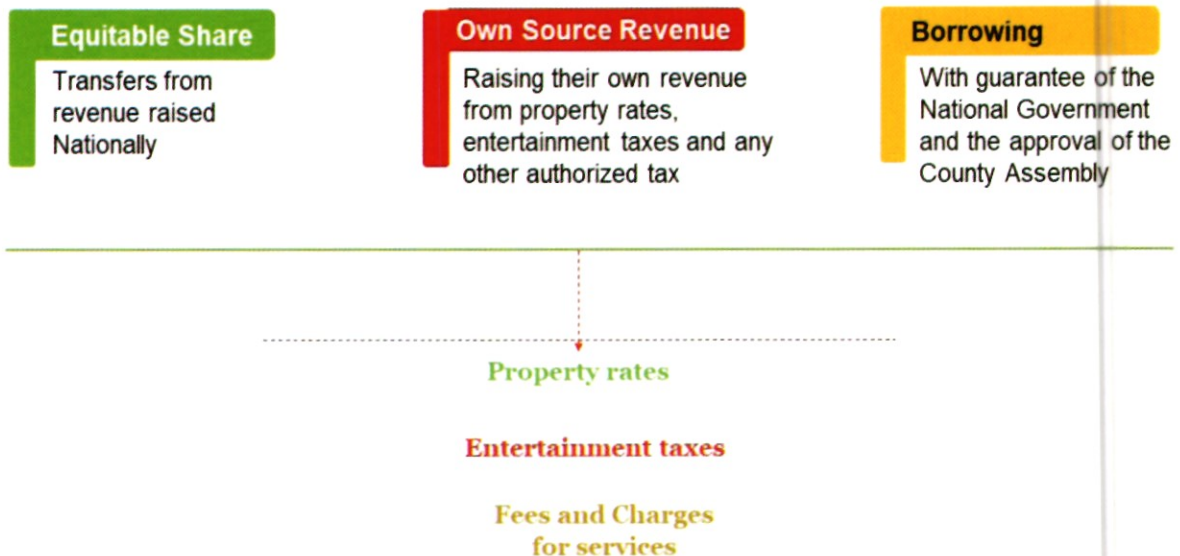 Equitable Share
Transfers from
revenue raised
Nationally
Own Source Revenue
Raising their own revenue
from property rates,
entertainment taxes and any
other authorized tax
Borrowing
With guarantee of the
National Government
and the approval of the
County Assembly
Property rates
Entertainment taxes
Fees and Charges
for services